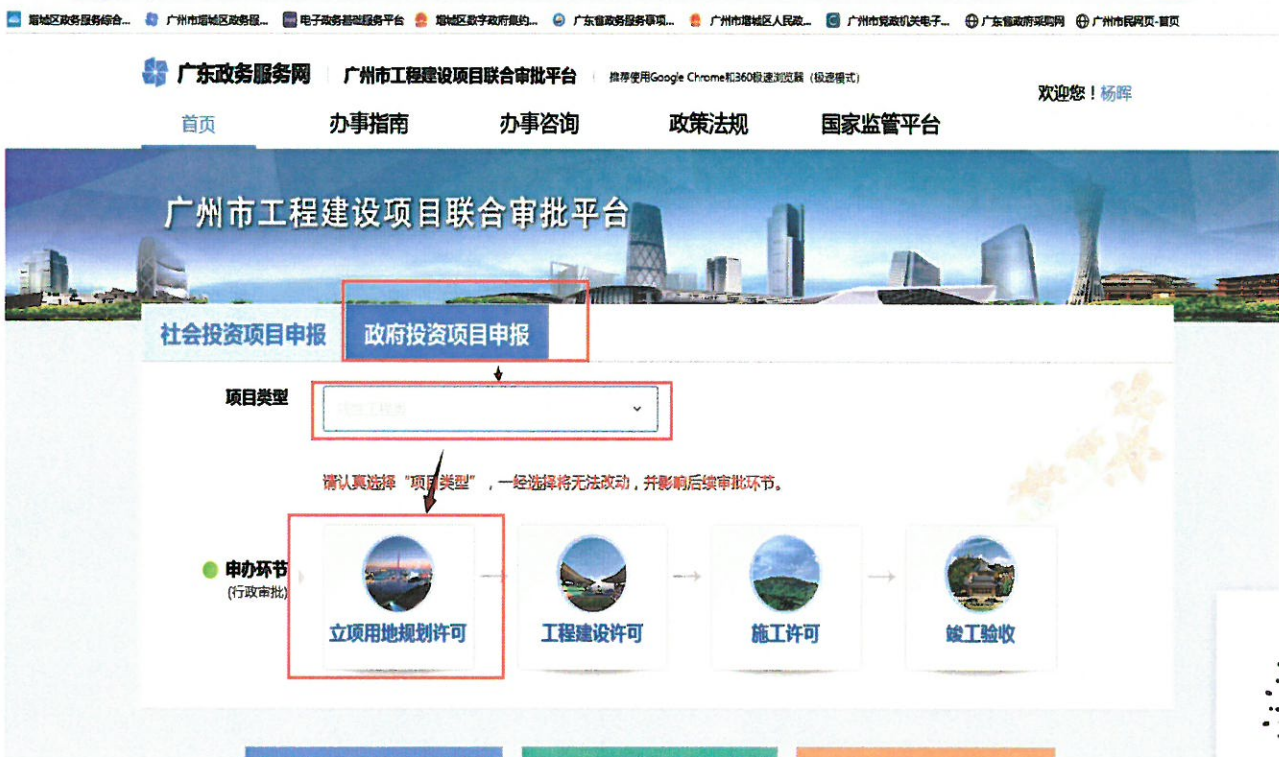 增城区政务服务综合... 广州市增城区政务服... 电子政务基础服务平台 增城区数字政府集约... 广东省政务服务事项... 广州市增城区人民政... 广州市党政机关电子... 广东省政府采购网 广州市民网页-首页
广东政务服务网 广州市工程建设项目联合审批平台 推荐使用Google Chrome和360极速浏览器（极速模式）
欢迎您！杨晖
首页 办事指南 办事咨询 政策法规 国家监管平台
广州市工程建设项目联合审批平台
社会投资项目申报 政府投资项目申报
项目类型
请认真选择“项目类型”，一经选择将无法改动，并影响后续审批环节。
申办环节
(行政审批)
立项用地规划许可 工程建设许可 施工许可 竣工验收